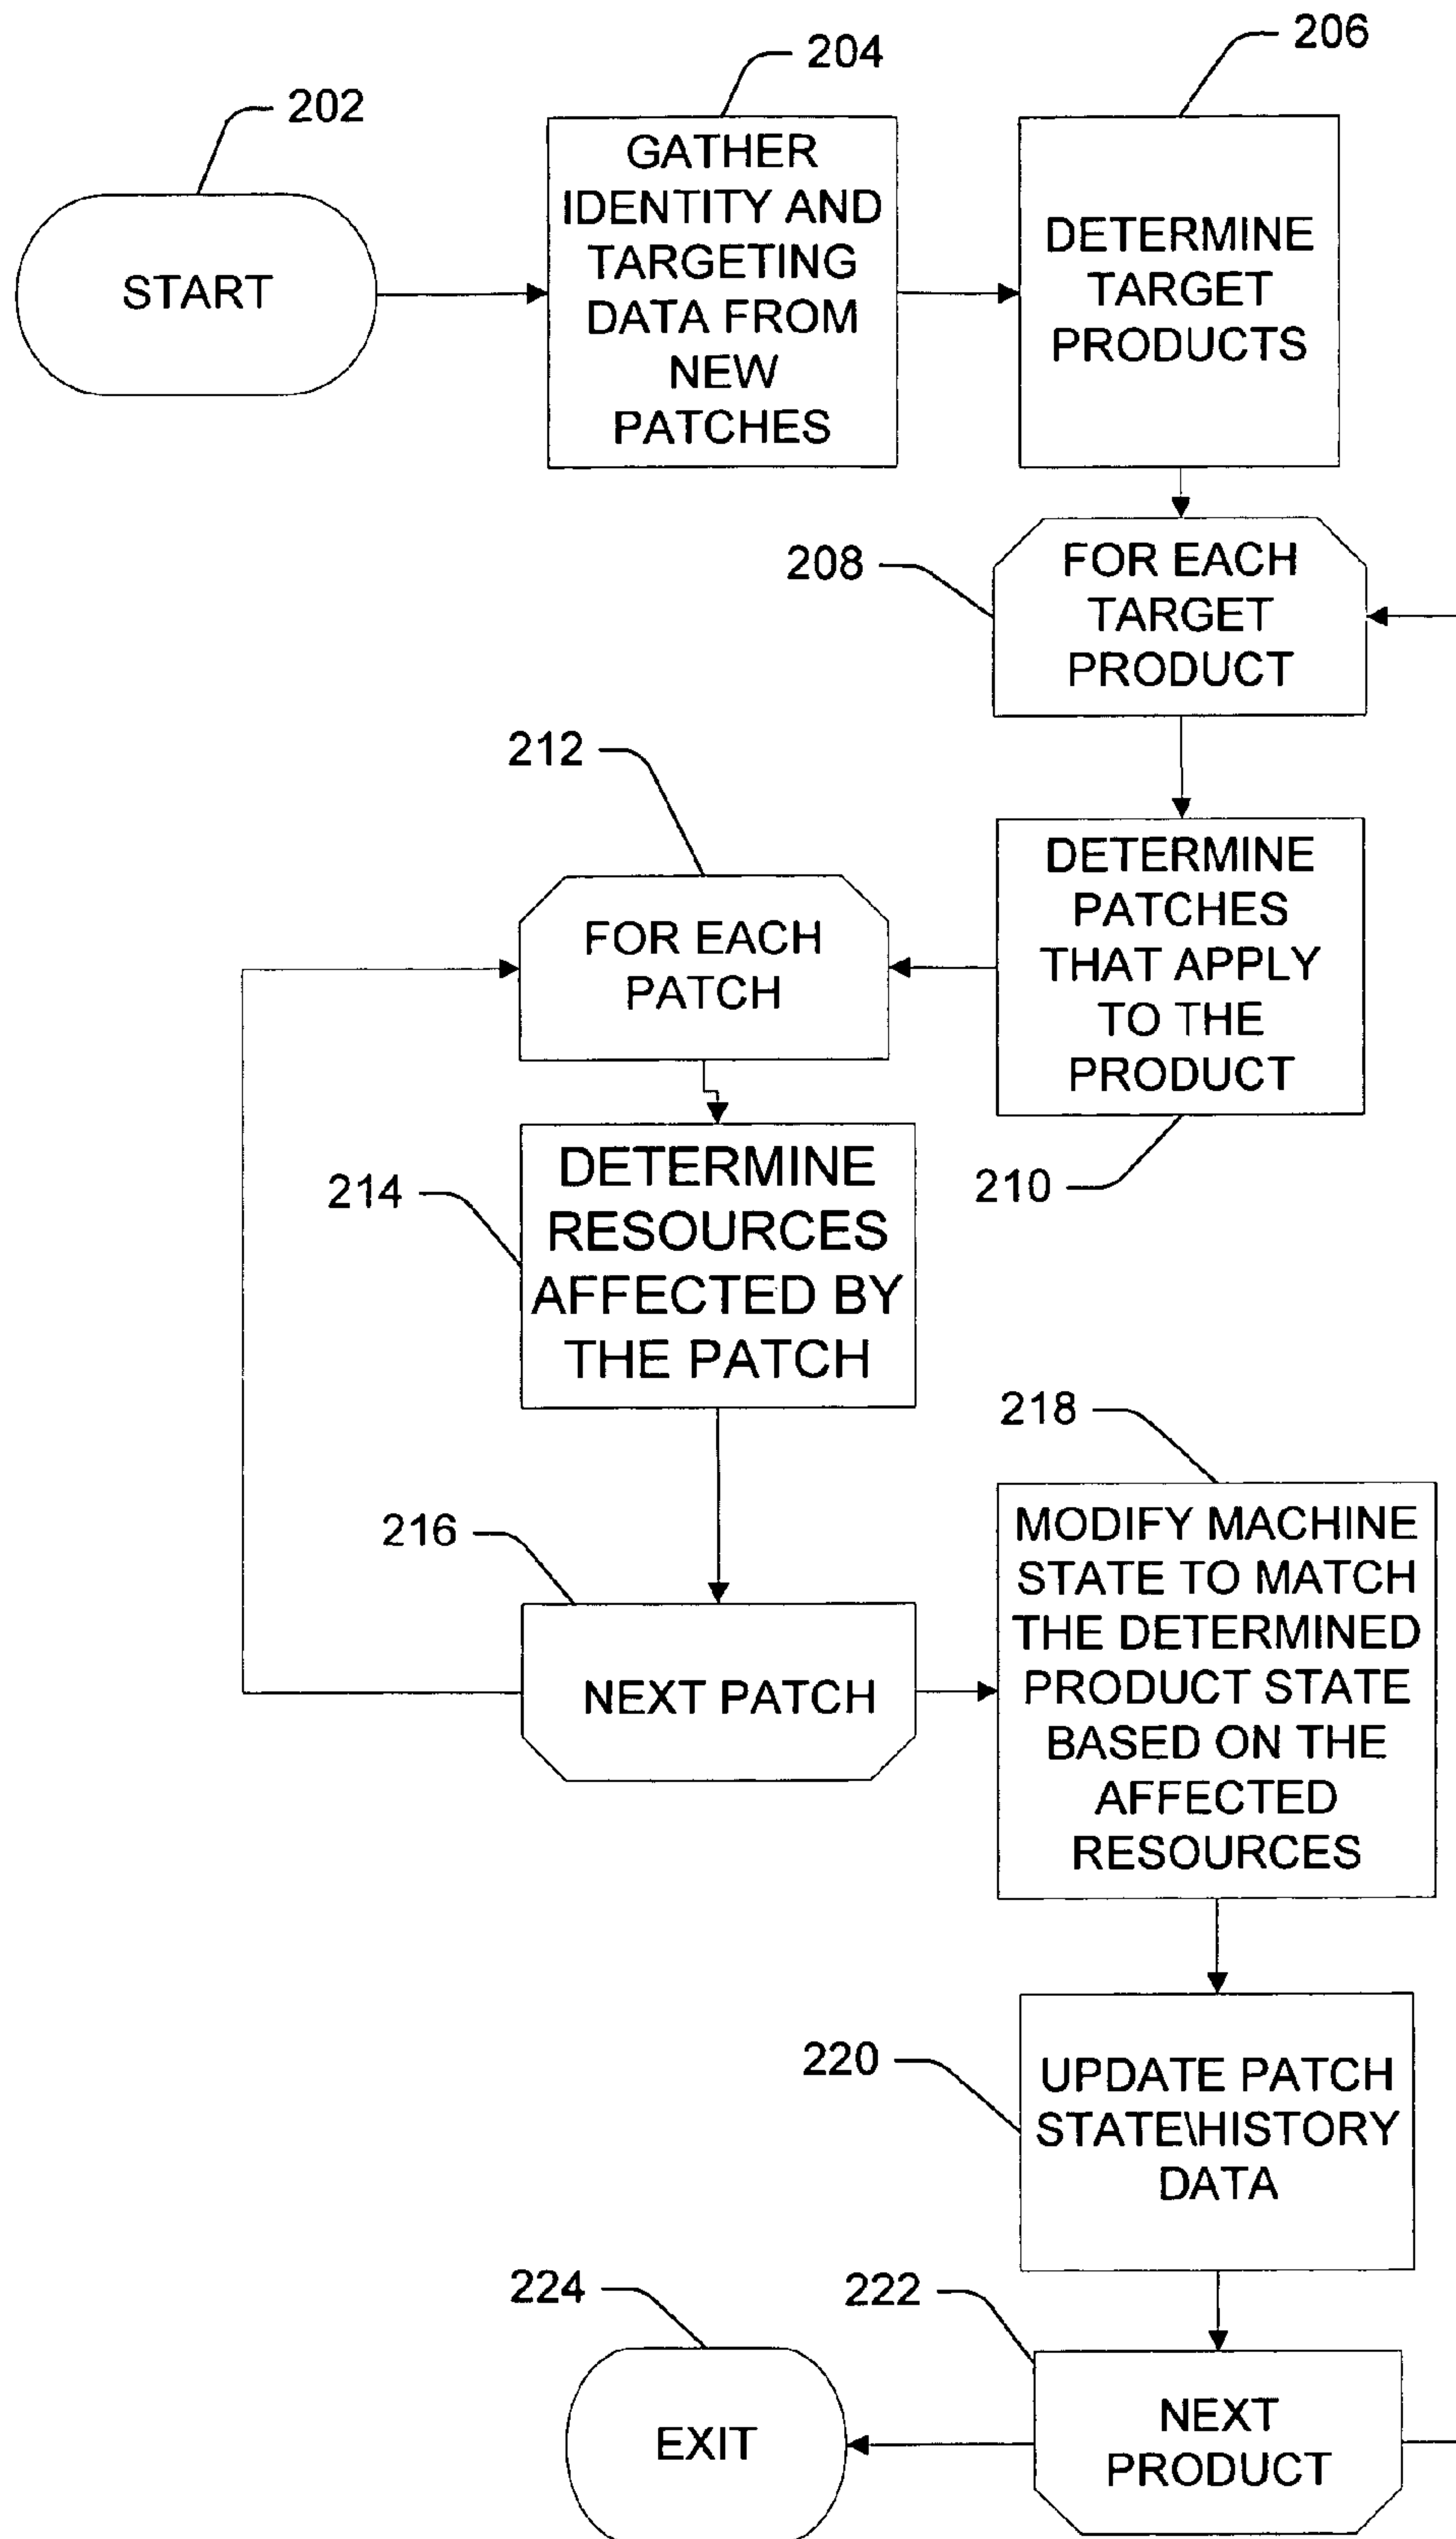 202
START
204
GATHER
IDENTITY AND
TARGETING
DATA FROM
NEW
PATCHES
206
DETERMINE
TARGET
PRODUCTS
208
FOR EACH
TARGET
PRODUCT
210
DETERMINE
PATCHES
THAT APPLY
TO THE
PRODUCT
212
FOR EACH
PATCH
214
DETERMINE
RESOURCES
AFFECTED BY
THE PATCH
216
NEXT PATCH
218
MODIFY MACHINE
STATE TO MATCH
THE DETERMINED
PRODUCT STATE
BASED ON THE
AFFECTED
RESOURCES
220
UPDATE PATCH
STATE\HISTORY
DATA
222
NEXT
PRODUCT
224
EXIT